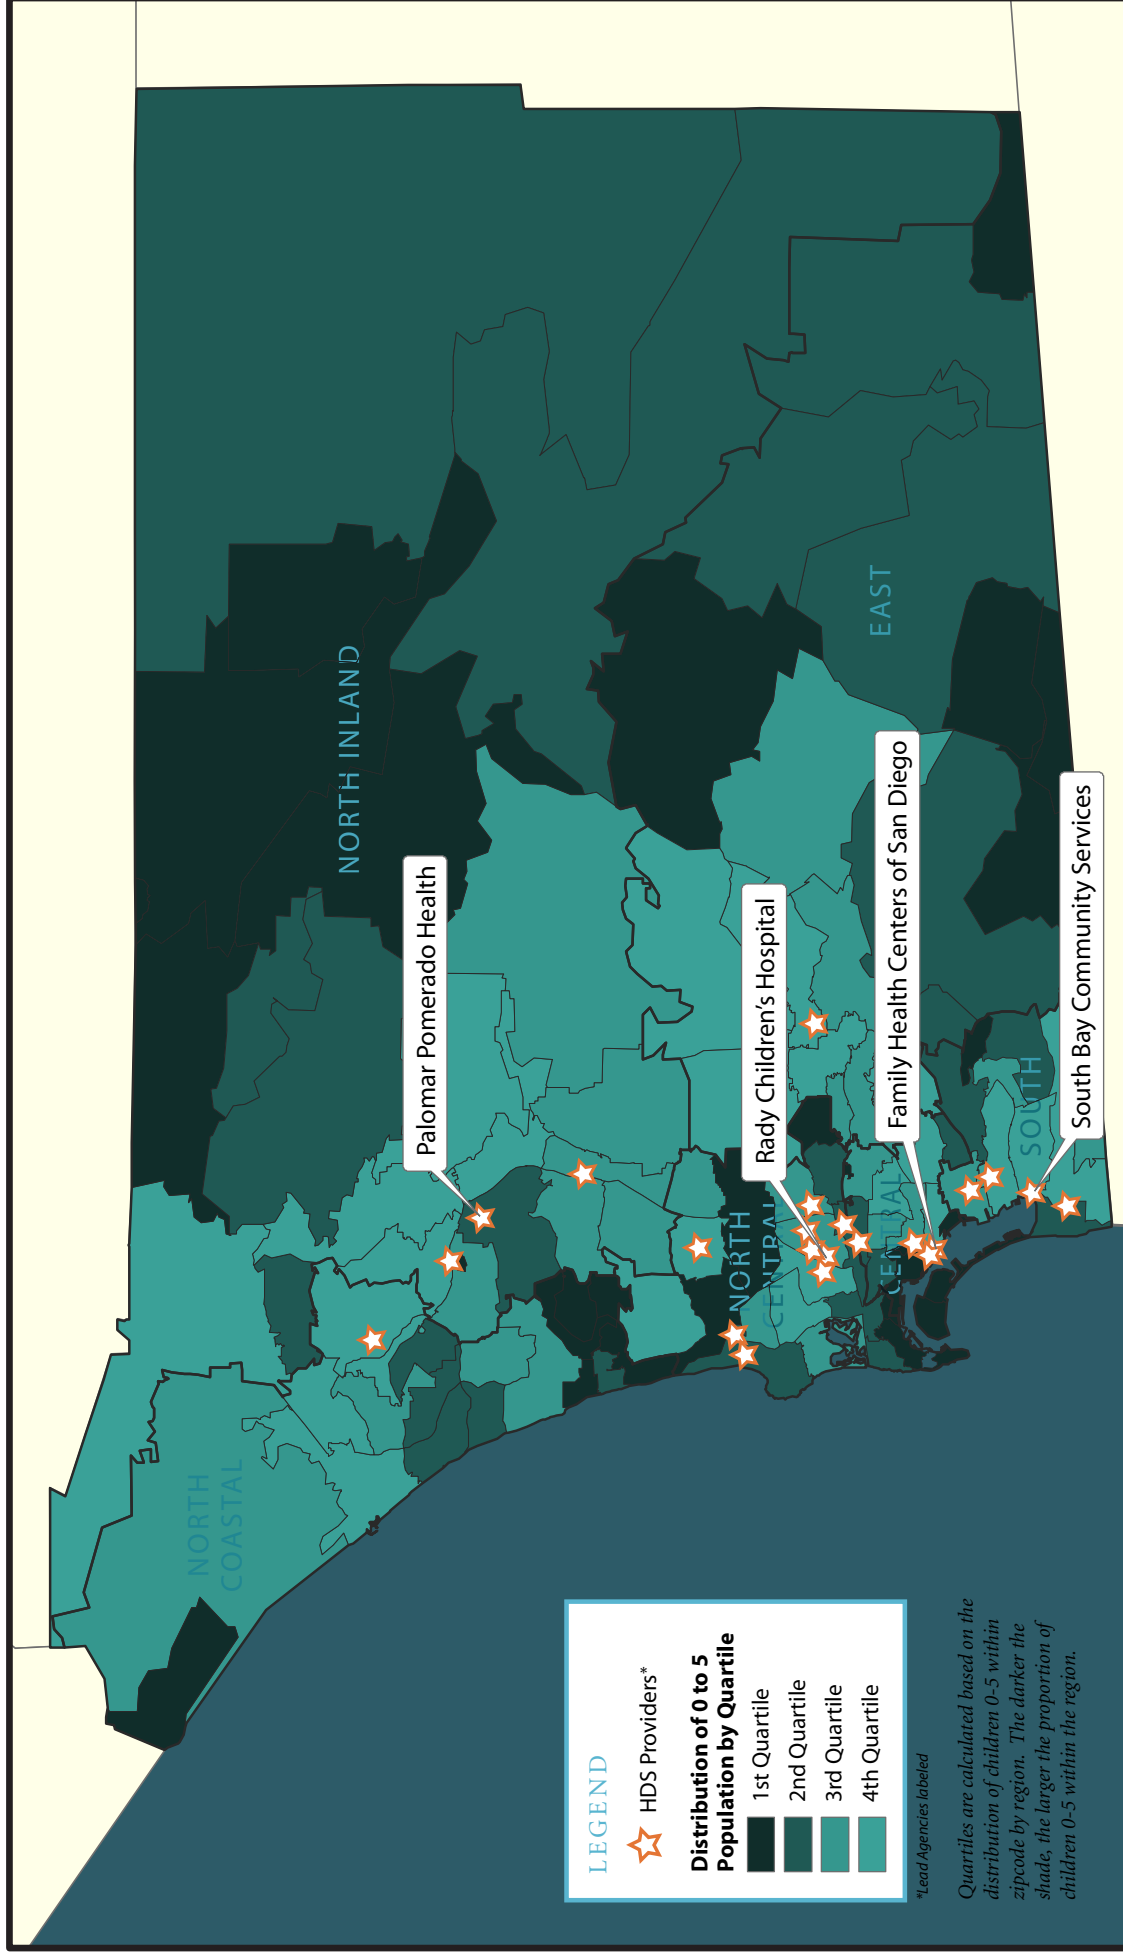 NORTH
COASTAL
NORTH INLAND
Palomar Pomerado Health
NORTH
CENTRAL
Rady Children's Hospital
EAST
CENTRAL
Family Health Centers of San Diego
SOUTH
South Bay Community Services
LEGEND
HDS Providers*
Distribution of 0 to 5
Population by Quartile
1st Quartile
2nd Quartile
3rd Quartile
4th Quartile
*Lead Agencies labeled
Quartiles are calculated based on the
distribution of children 0-5 within
zipcode by region. The darker the
shade, the larger the proportion of
children 0-5 within the region.